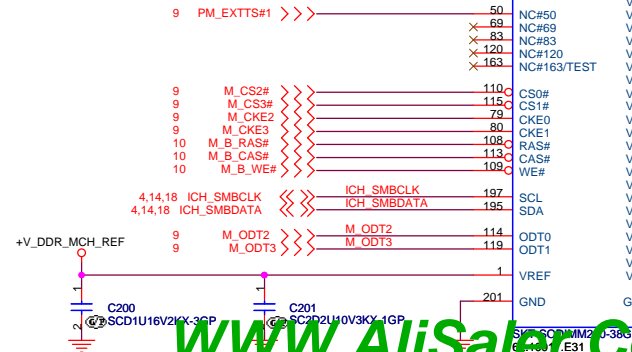 9 PM_EXTTS#1 50 NC#50
69 NC#69
83 NC#83
120 NC#120
163 NC#163/TEST
9 M_CS2# 110 CS0#
9 M_CS3# 115 CS1#
9 M_CKE2 79 CKE0
9 M_CKE3 80 CKE1
10 M_B_RAS# 108 RAS#
10 M_B_CAS# 113 CAS#
10 M_B_WE# 109 WE#
4,14,18 ICH_SMBCLK ICH_SMBCLK 197 SCL
4,14,18 ICH_SMBDATA ICH_SMBDATA 195 SDA
9 M_ODT2 M_ODT2 114 ODT0
9 M_ODT3 M_ODT3 119 ODT1
+V_DDR_MCH_REF
1 VREF
201 GND
1 C200 1 C201
2 SCD1U16V2KX-3GP 2 SC2D2U10V3KX-1GP
WWW.AliSaler.C